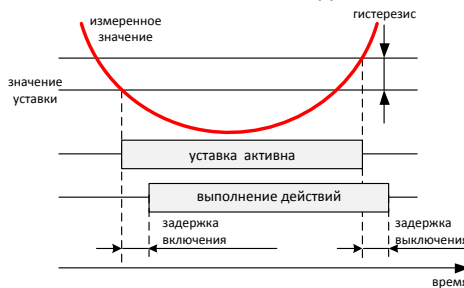 гистерезис
измеренное
значение
значение
уставки
уставка активна
выполнение действий
задержка
включения
задержка
выключения
время